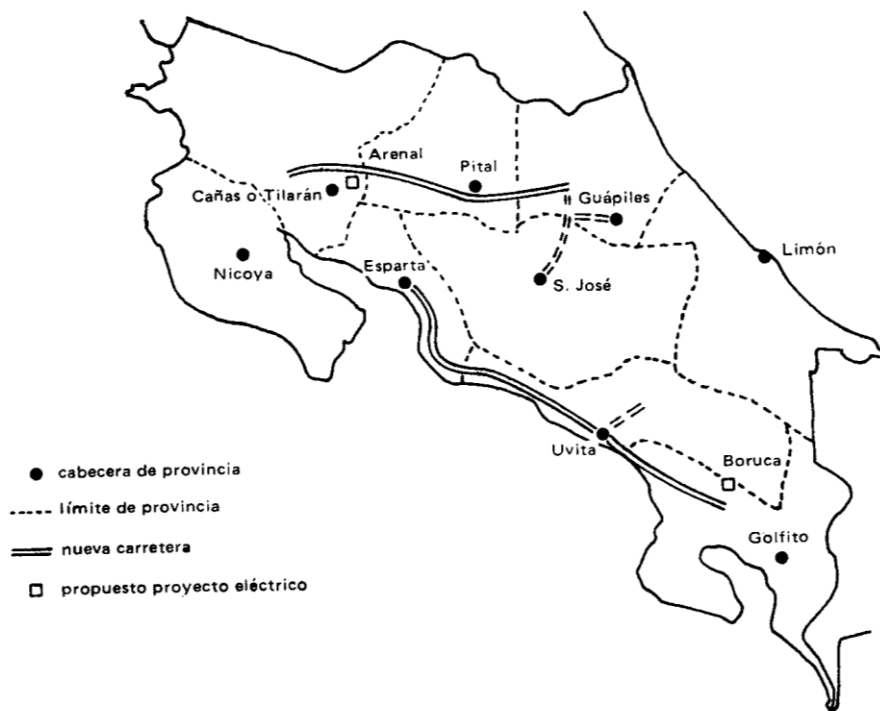 Arenal
Pital
Cañas o Tilarán
Guápiles
Nicoya
Esparta
S. José
Limón
Uvita
Boruca
Golfito
cabecera de provincia
límite de provincia
nueva carretera
propuesto proyecto eléctrico